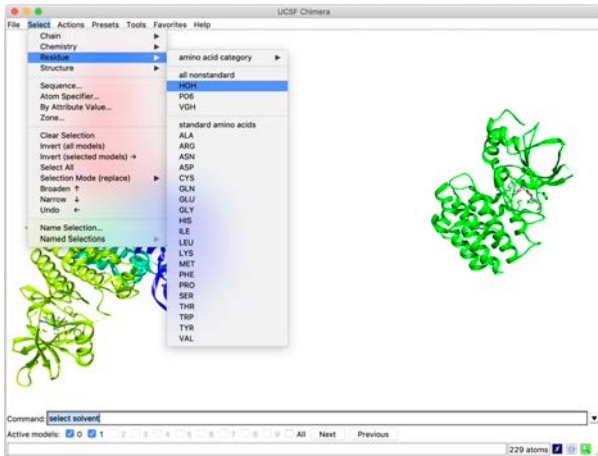 UCSF Chimera
File Select Actions Presets Tools Favorites Help
Chain
Chemistry
Residue
Structure
Sequence...
Atom Specifier...
By Attribute Value...
Zone...
Clear Selection
Invert (all models)
Invert (selected models) →
Select All
Selection Mode (replace)
Broaden ↑
Narrow ↓
Undo ←
Name Selection...
Named Selections
amino acid category
all nonstandard
HOH
P06
VGH
standard amino acids
ALA
ARG
ASN
ASP
CYS
GLN
GLU
GLY
HIS
ILE
LEU
LYS
MET
PHE
PRO
SER
THR
TRP
TYR
VAL
Command: select solvent
Active models: 0 1 2 3 4 5 6 7 8 9 All Next Previous
229 atoms